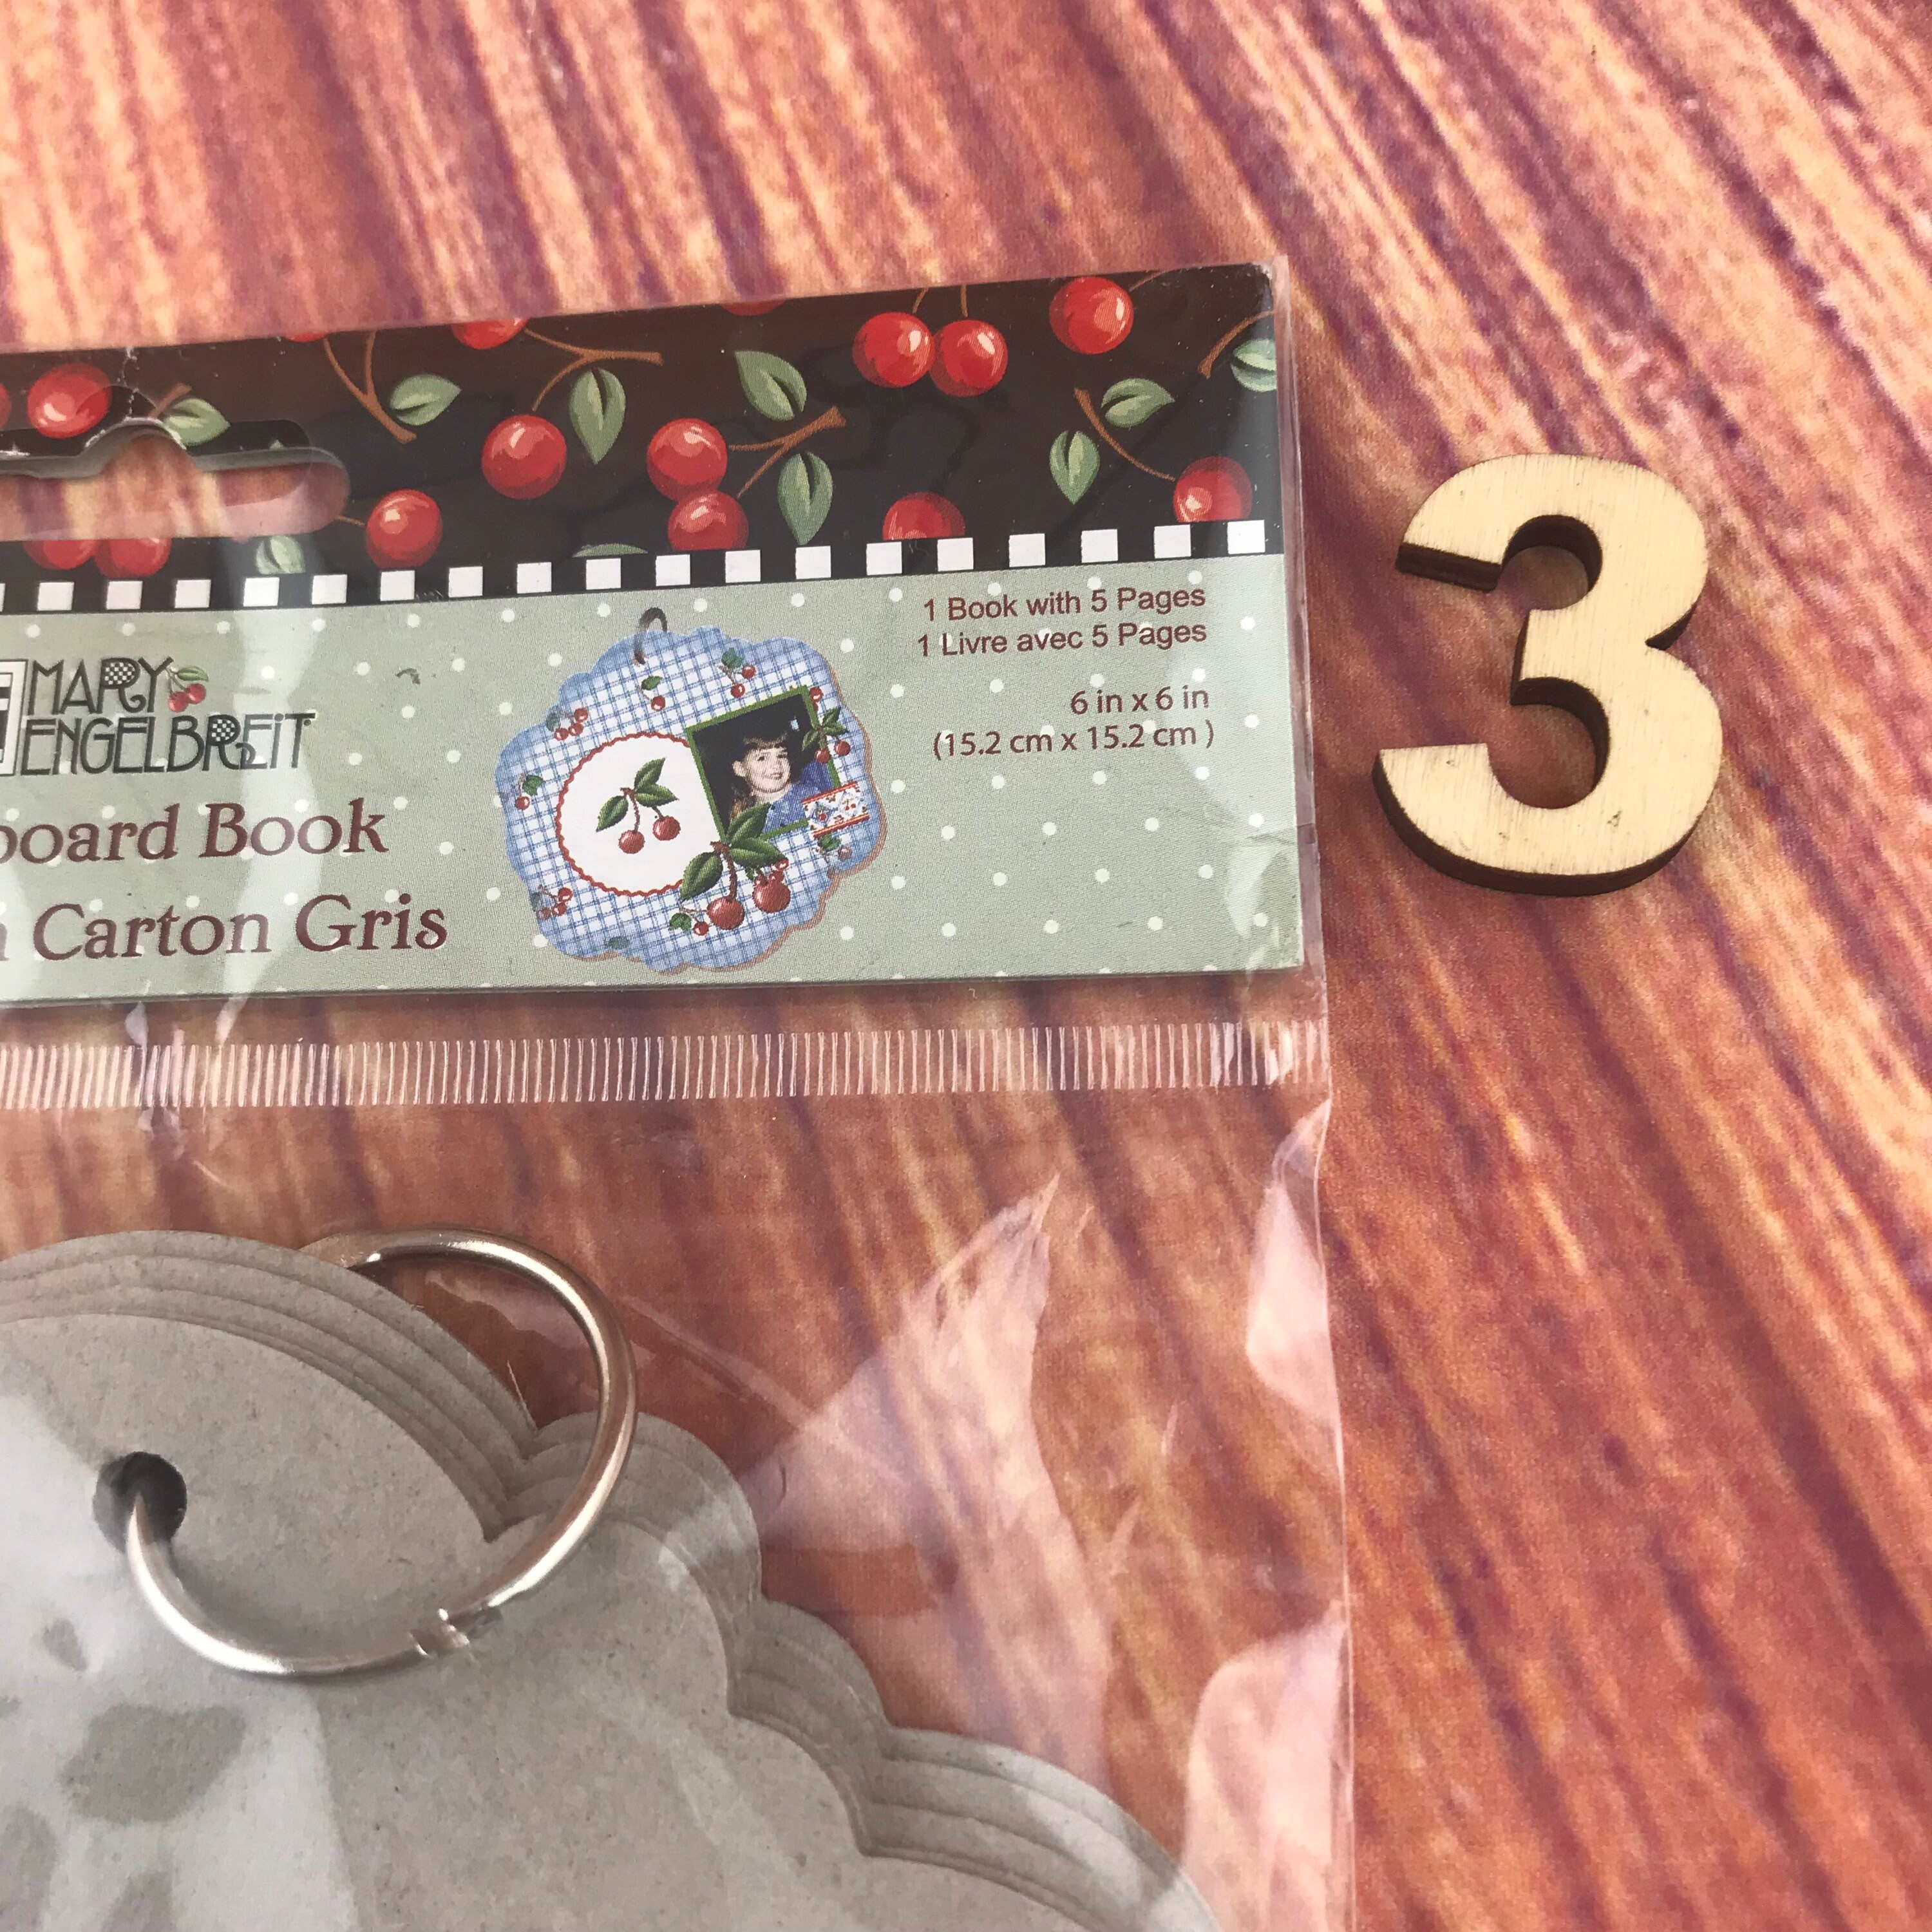 MARY
ENGELBREIT
board Book
Carton Gris
1 Book with 5 Pages
1 Livre avec 5 Pages
6 in x 6 in
(15.2 cm x 15.2 cm )
3